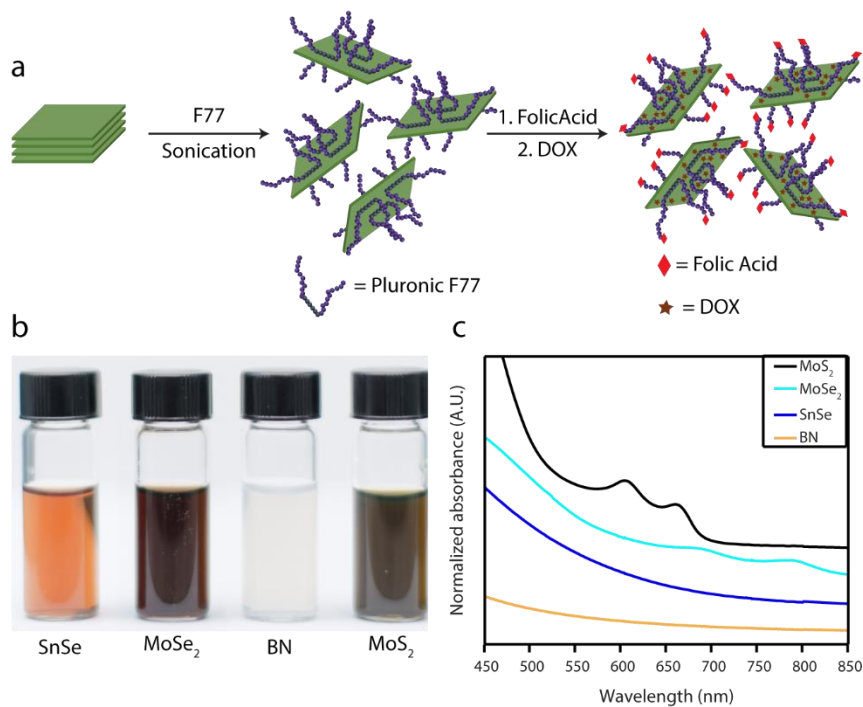 a
F77
Sonication
1. FolicAcid
2. DOX
= Pluronic F77
= Folic Acid
= DOX
b
SnSe
MoSe₂
BN
MoS₂
c
Normalized absorbance (A.U.)
MoS₂
MoSe₂
SnSe
BN
450 500 550 600 650 700 750 800 850
Wavelength (nm)